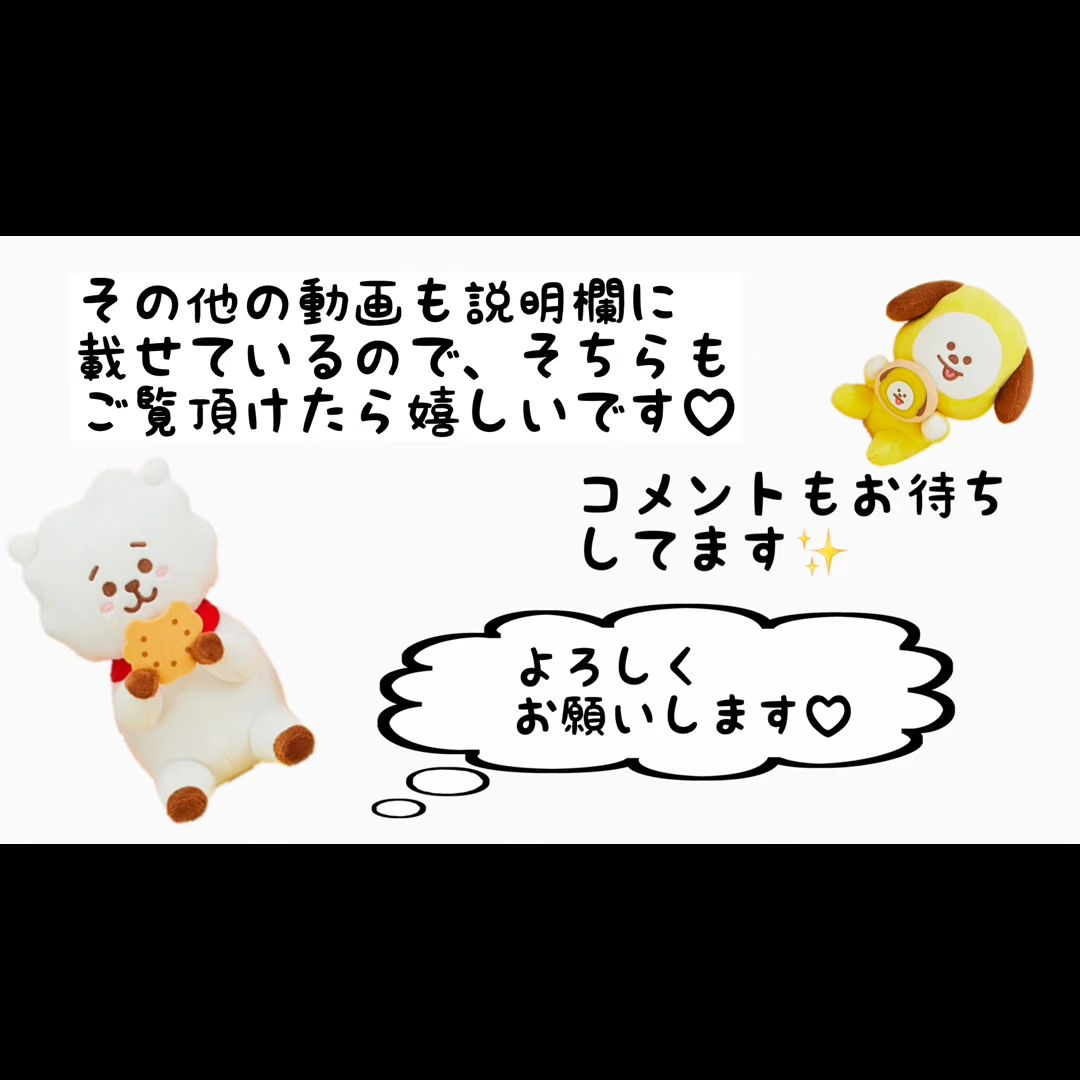 その他の動画も説明欄に
載せているので、そちらも
ご覧頂けたら嬉しいです♡
コメントもお待ち
してます✨
よろしく
お願いします♡